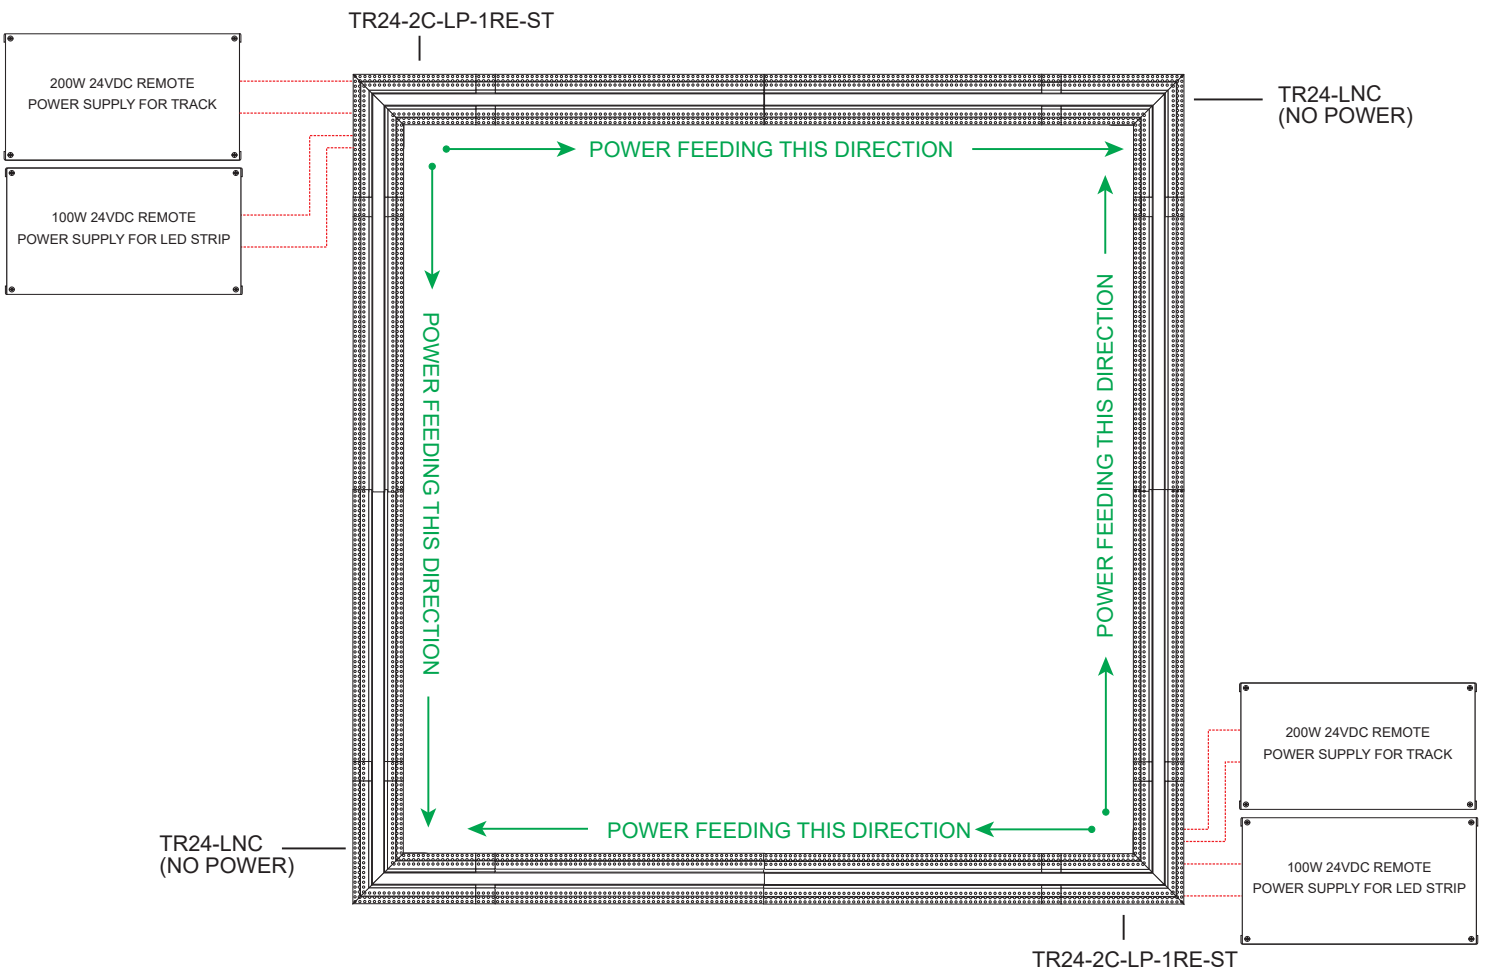 TR24-2C-LP-1RE-ST
200W 24VDC REMOTE
POWER SUPPLY FOR TRACK
TR24-LNC
(NO POWER)
POWER FEEDING THIS DIRECTION
100W 24VDC REMOTE
POWER SUPPLY FOR LED STRIP
POWER FEEDING THIS DIRECTION
POWER FEEDING THIS DIRECTION
200W 24VDC REMOTE
POWER SUPPLY FOR TRACK
POWER FEEDING THIS DIRECTION
TR24-LNC
(NO POWER)
100W 24VDC REMOTE
POWER SUPPLY FOR LED STRIP
TR24-2C-LP-1RE-ST